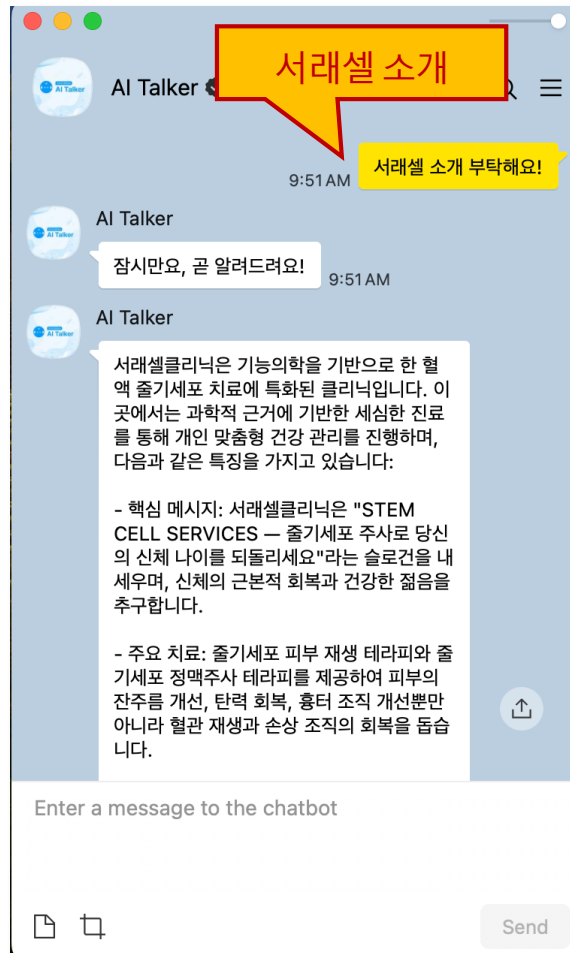 서래셀 소개
AI Talker
AI Talker
서래셀 소개 부탁해요!
9:51 AM
AI Talker
AI Talker
잠시만요, 곧 알려드려요!
9:51 AM
AI Talker
AI Talker
서래셀클리닉은 기능의학을 기반으로 한 혈
액 줄기세포 치료에 특화된 클리닉입니다. 이
곳에서는 과학적 근거에 기반한 세심한 진료
를 통해 개인 맞춤형 건강 관리를 진행하며,
다음과 같은 특징을 가지고 있습니다:
- 핵심 메시지: 서래셀클리닉은 "STEM
CELL SERVICES — 줄기세포 주사로 당신
의 신체 나이를 되돌리세요"라는 슬로건을 내
세우며, 신체의 근본적 회복과 건강한 젊음을
추구합니다.
- 주요 치료: 줄기세포 피부 재생 테라피와 줄
기세포 정맥주사 테라피를 제공하여 피부의
잔주름 개선, 탄력 회복, 흉터 조직 개선뿐만
아니라 혈관 재생과 손상 조직의 회복을 돕습
니다.
Enter a message to the chatbot
Send